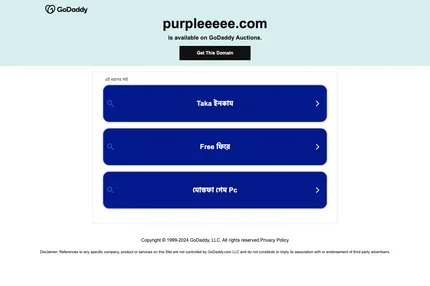 GoDaddy
purpleeeee.com
is available on GoDaddy Auctions.
Get This Domain
Taka ইনকাম
Free ফিরে
মোস্তফা গেম Pc
Copyright © 1999-2024 GoDaddy, LLC. All rights reserved.Privacy Policy
Disclaimer: References to any specific company, product or services on this Site are not controlled by GoDaddy.com LLC and do not constitute or imply its association with or endorsement of third party advertisers.